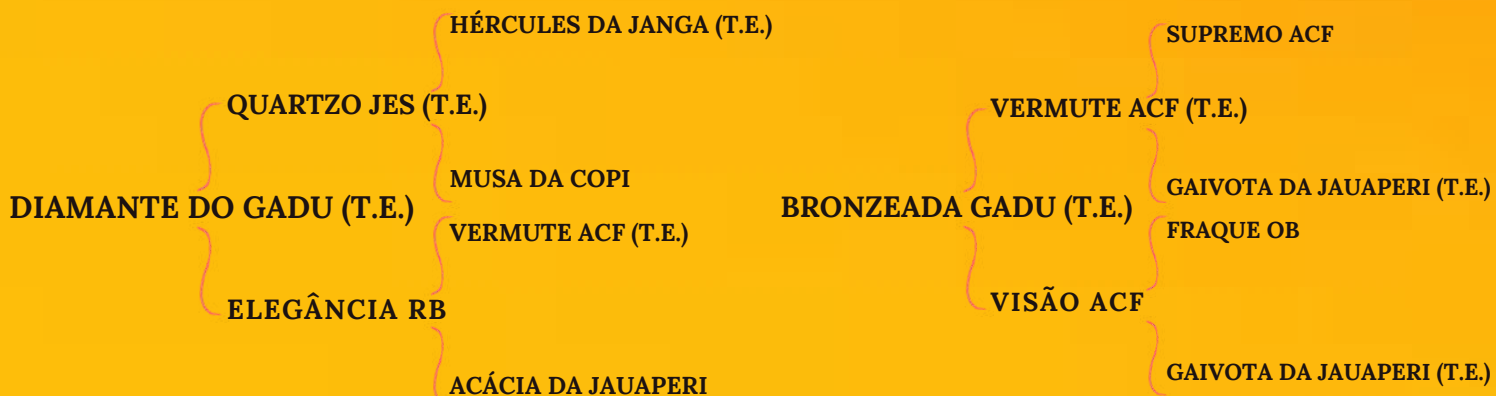 HÉRCULES DA JANGA (T.E.)
QUARTZO JES (T.E.)
MUSA DA COPI
DIAMANTE DO GADU (T.E.)
VERMUTE ACF (T.E.)
ELEGÂNCIA RB
ACÁCIA DA JAUAPERI
SUPREMO ACF
VERMUTE ACF (T.E.)
GAIVOTA DA JAUAPERI (T.E.)
BRONZEADA GADU (T.E.)
FRAQUE OB
VISÃO ACF
GAIVOTA DA JAUAPERI (T.E.)